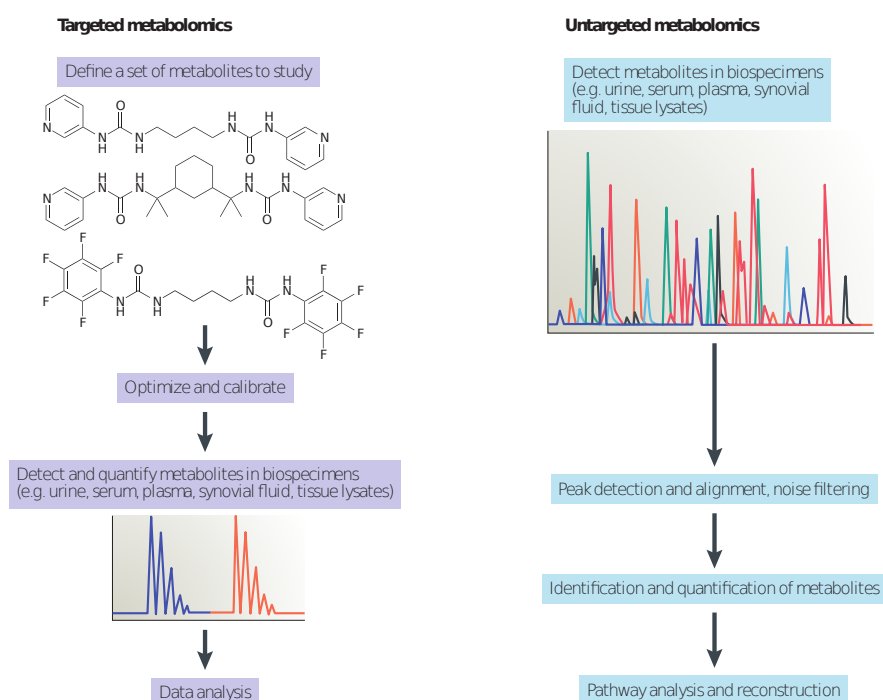 Targeted metabolomics
Define a set of metabolites to study
N
O
N
H
N
H
H
N
O
H
N
N
N
H
N
O
H
N
H
N
O
H
N
N
F
F
F
F
F
O
N
H
N
H
H
N
O
H
N
F
F
F
F
F
Optimize and calibrate
Detect and quantify metabolites in biospecimens
(e.g. urine, serum, plasma, synovial fluid, tissue lysates)
Data analysis
Untargeted metabolomics
Detect metabolites in biospecimens
(e.g. urine, serum, plasma, synovial
fluid, tissue lysates)
Peak detection and alignment, noise filtering
Identification and quantification of metabolites
Pathway analysis and reconstruction